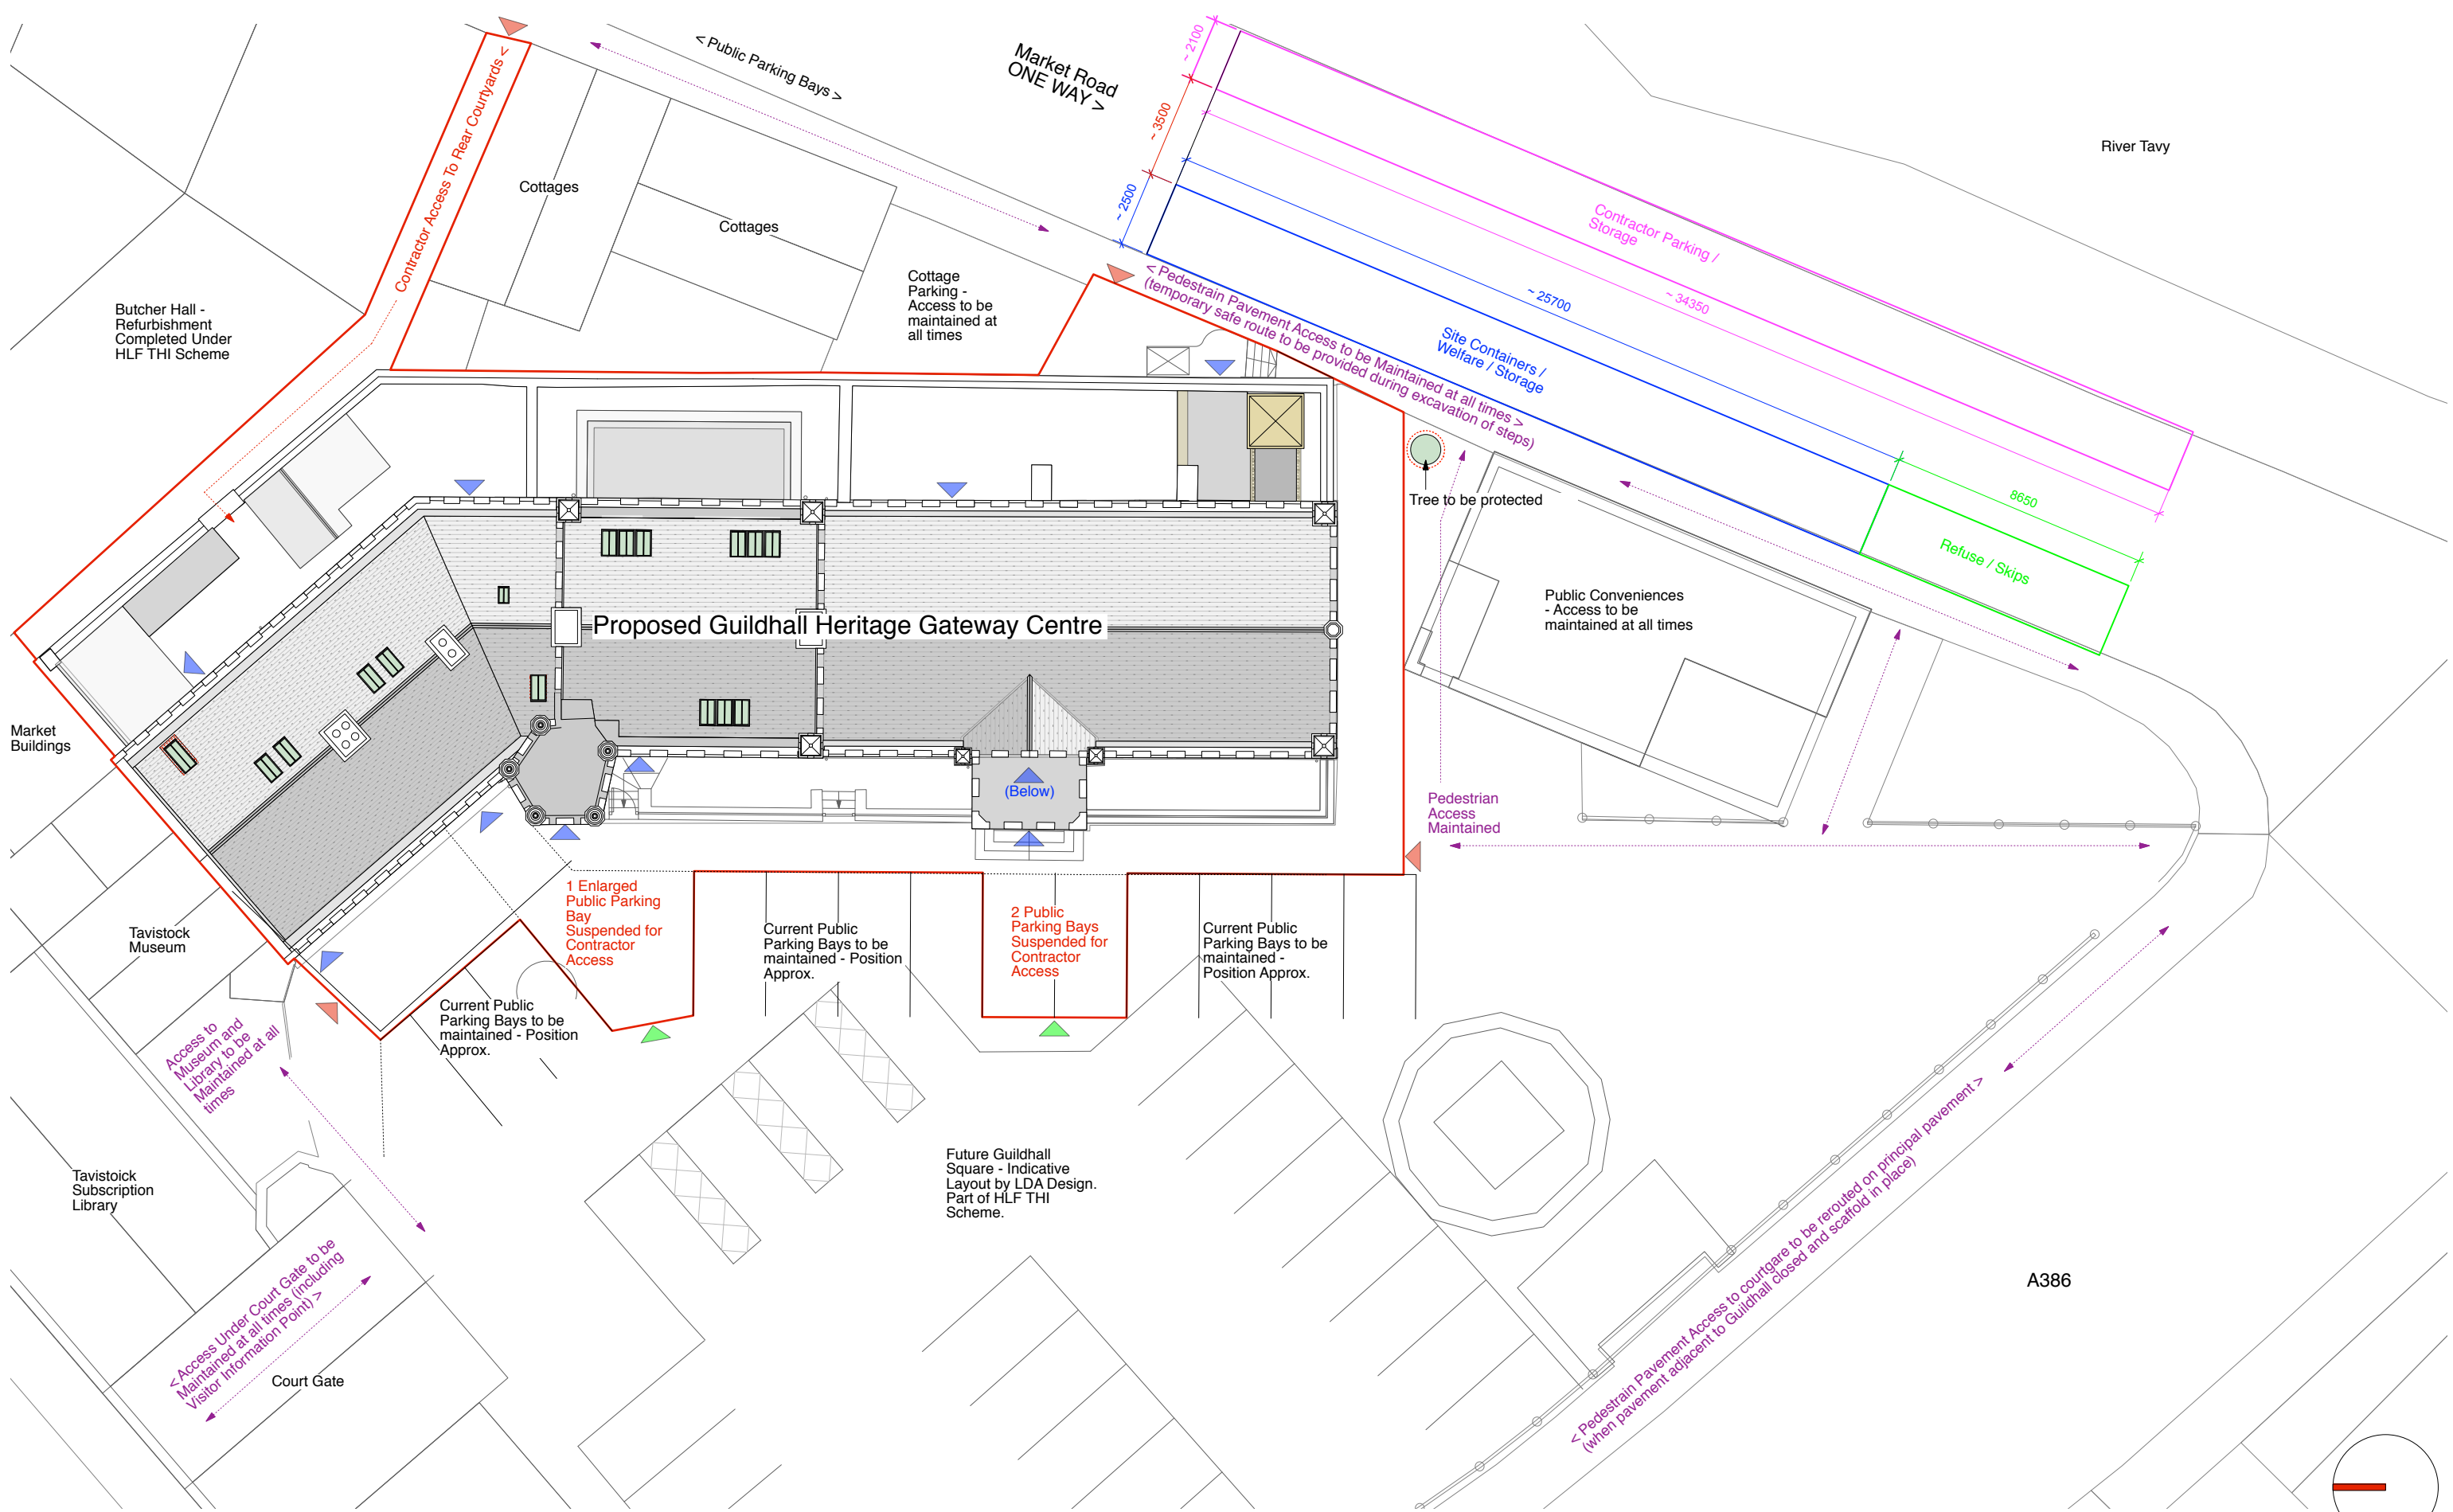 < Public Parking Bays >
Market Road
ONE WAY >
~ 2100
~ 3500
~ 2500
River Tavy
Contractor Access To Rear Courtyards <
Cottages
Cottages
Contractor Parking /
Storage
~ 34350
~ 25700
Site Containers /
Welfare / Storage
< Pedestrain Pavement Access to be Maintained at all times >
(temporary safe route to be provided during excavation of steps)
Cottage
Parking -
Access to be
maintained at
all times
Butcher Hall -
Refurbishment
Completed Under
HLF THI Scheme
Tree to be protected
8650
Refuse / Skips
Public Conveniences
- Access to be
maintained at all times
Proposed Guildhall Heritage Gateway Centre
Market
Buildings
(Below)
Pedestrian
Access
Maintained
1 Enlarged
Public Parking
Bay
Suspended for
Contractor
Access
Current Public
Parking Bays to be
maintained - Position
Approx.
2 Public
Parking Bays
Suspended for
Contractor
Access
Current Public
Parking Bays to be
maintained -
Position Approx.
Tavistock
Museum
Current Public
Parking Bays to be
maintained - Position
Approx.
Access to
Museum and
Library to be
Maintained at all
times
Tavistoick
Subscription
Library
Future Guildhall
Square - Indicative
Layout by LDA Design.
Part of HLF THI
Scheme.
< Access Under Court Gate to be
Maintained at all times (including
Visitor Information Point) >
Court Gate
< Pedestrain Pavement Access to courtgare to be rerouted on principal pavement >
(when pavement adjacent to Guildhall closed and scaffold in place)
A386